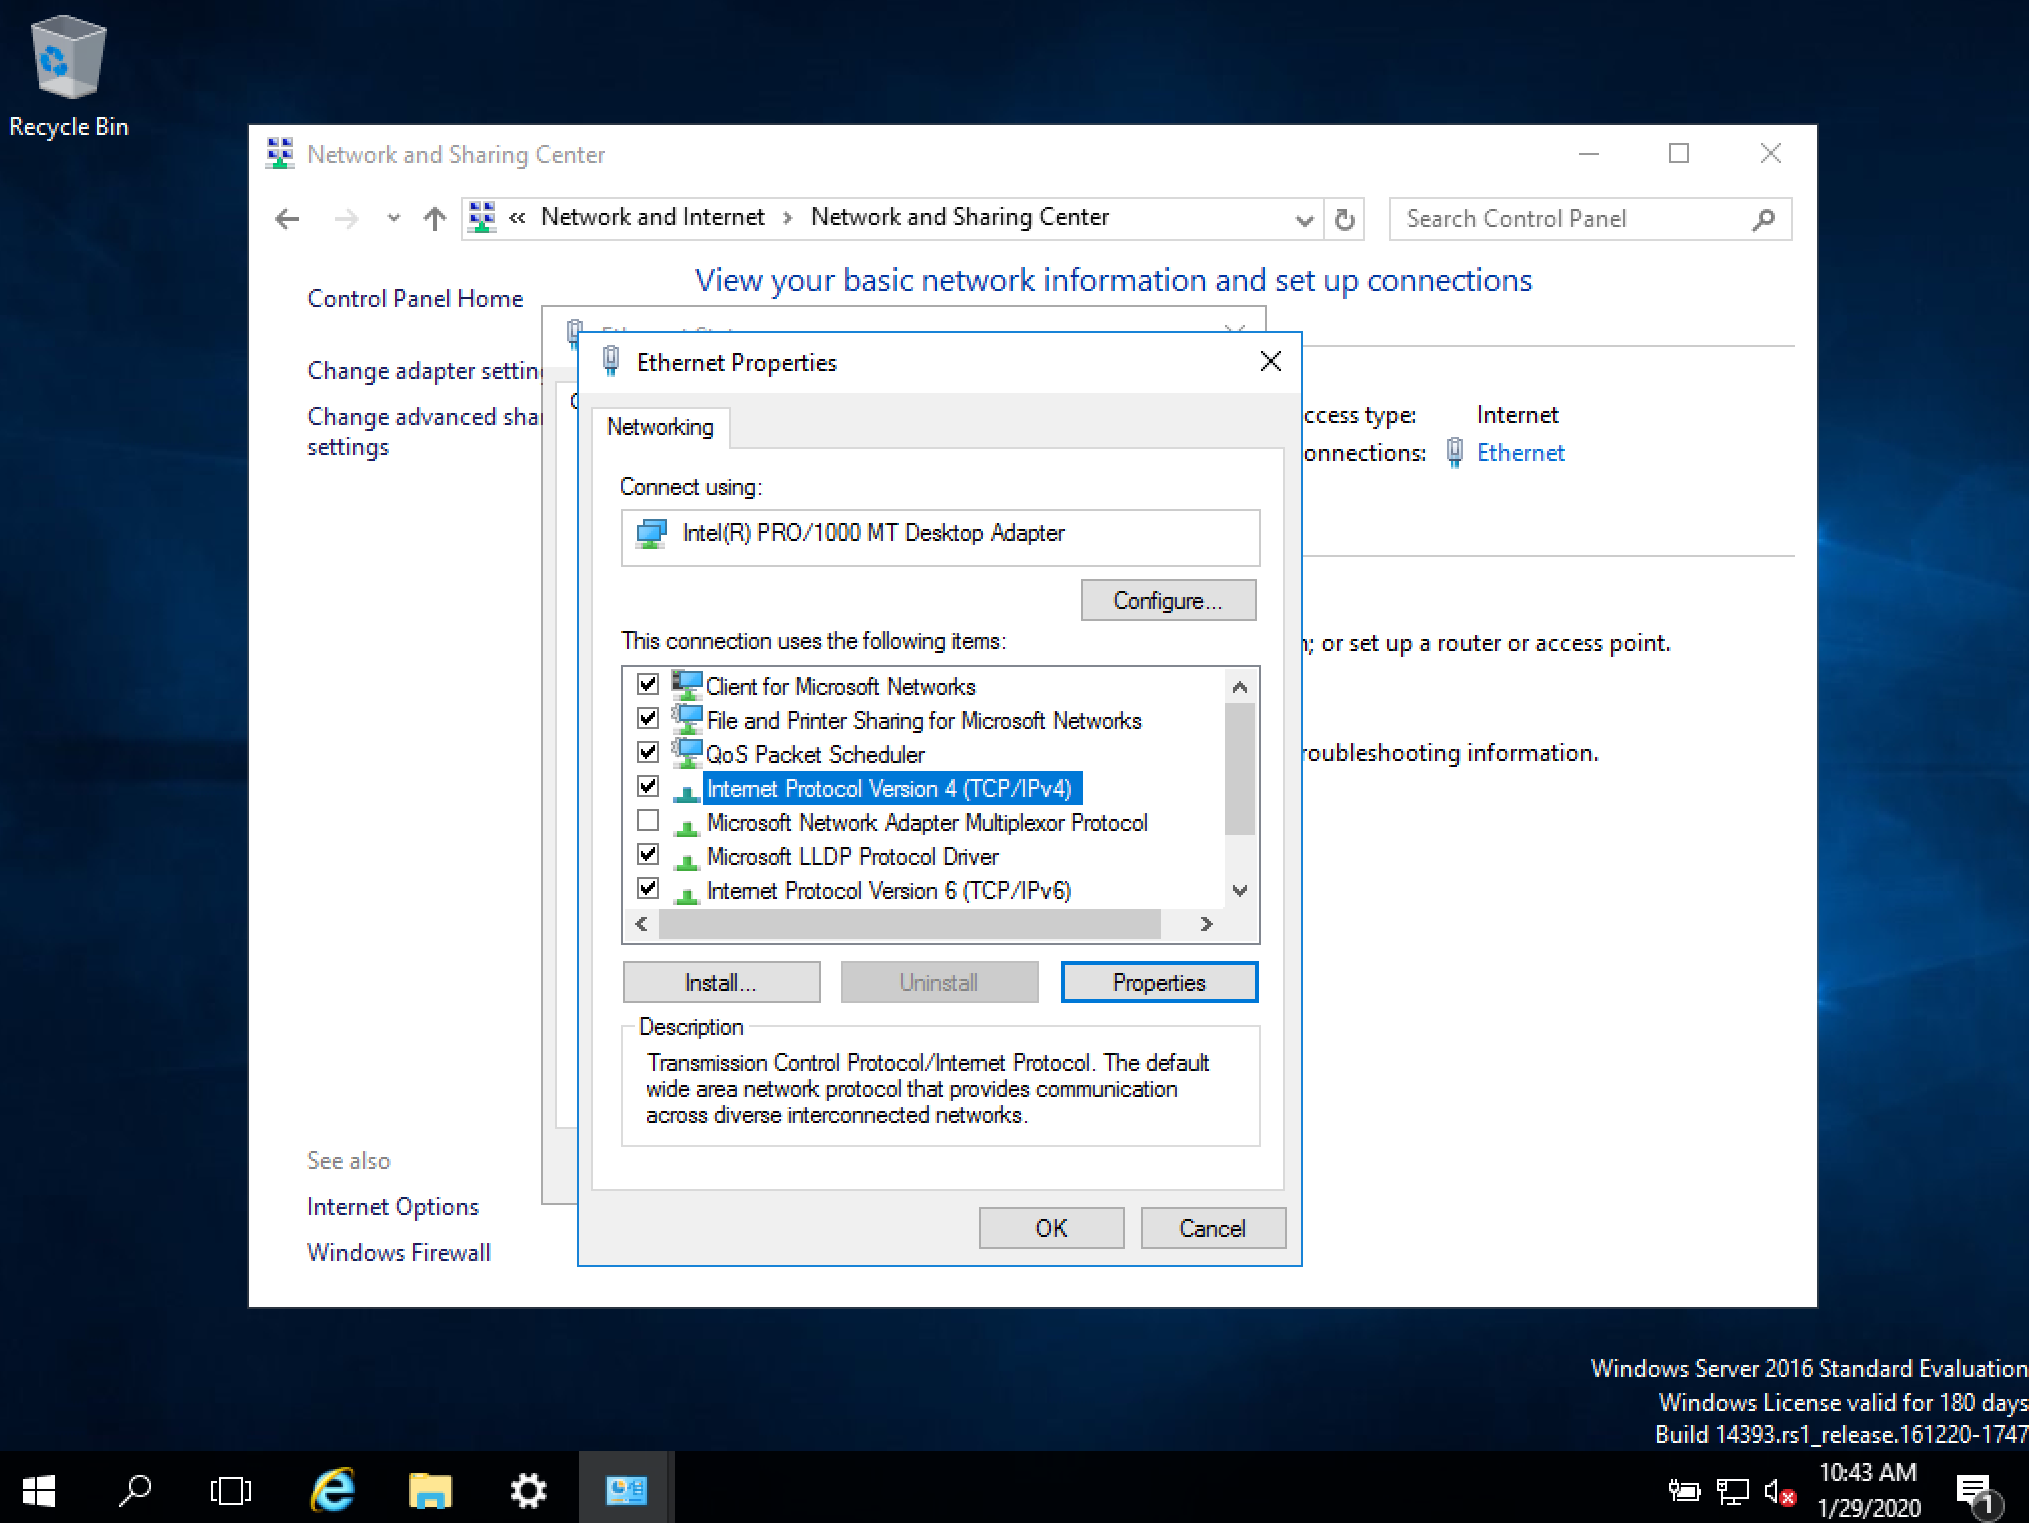 Recycle Bin
Network and Sharing Center
« Network and Internet > Network and Sharing Center
Search Control Panel
View your basic network information and set up connections
Control Panel Home
Change adapter settin
Change advanced sha
settings
Ethernet Properties
Networking
ccess type: Internet
onnections: Ethernet
Connect using:
Intel(R) PRO/1000 MT Desktop Adapter
Configure...
This connection uses the following items:
; or set up a router or access point.
Client for Microsoft Networks
File and Printer Sharing for Microsoft Networks
QoS Packet Scheduler
roubleshooting information.
Internet Protocol Version 4 (TCP/IPv4)
Microsoft Network Adapter Multiplexor Protocol
Microsoft LLDP Protocol Driver
Internet Protocol Version 6 (TCP/IPv6)
Install... Uninstall Properties
Description
Transmission Control Protocol/Internet Protocol. The default
wide area network protocol that provides communication
across diverse interconnected networks.
See also
Internet Options
Windows Firewall
OK Cancel
Windows Server 2016 Standard Evaluation
Windows License valid for 180 days
Build 14393.rs1_release.161220-1747
10:43 AM
1/29/2020
1